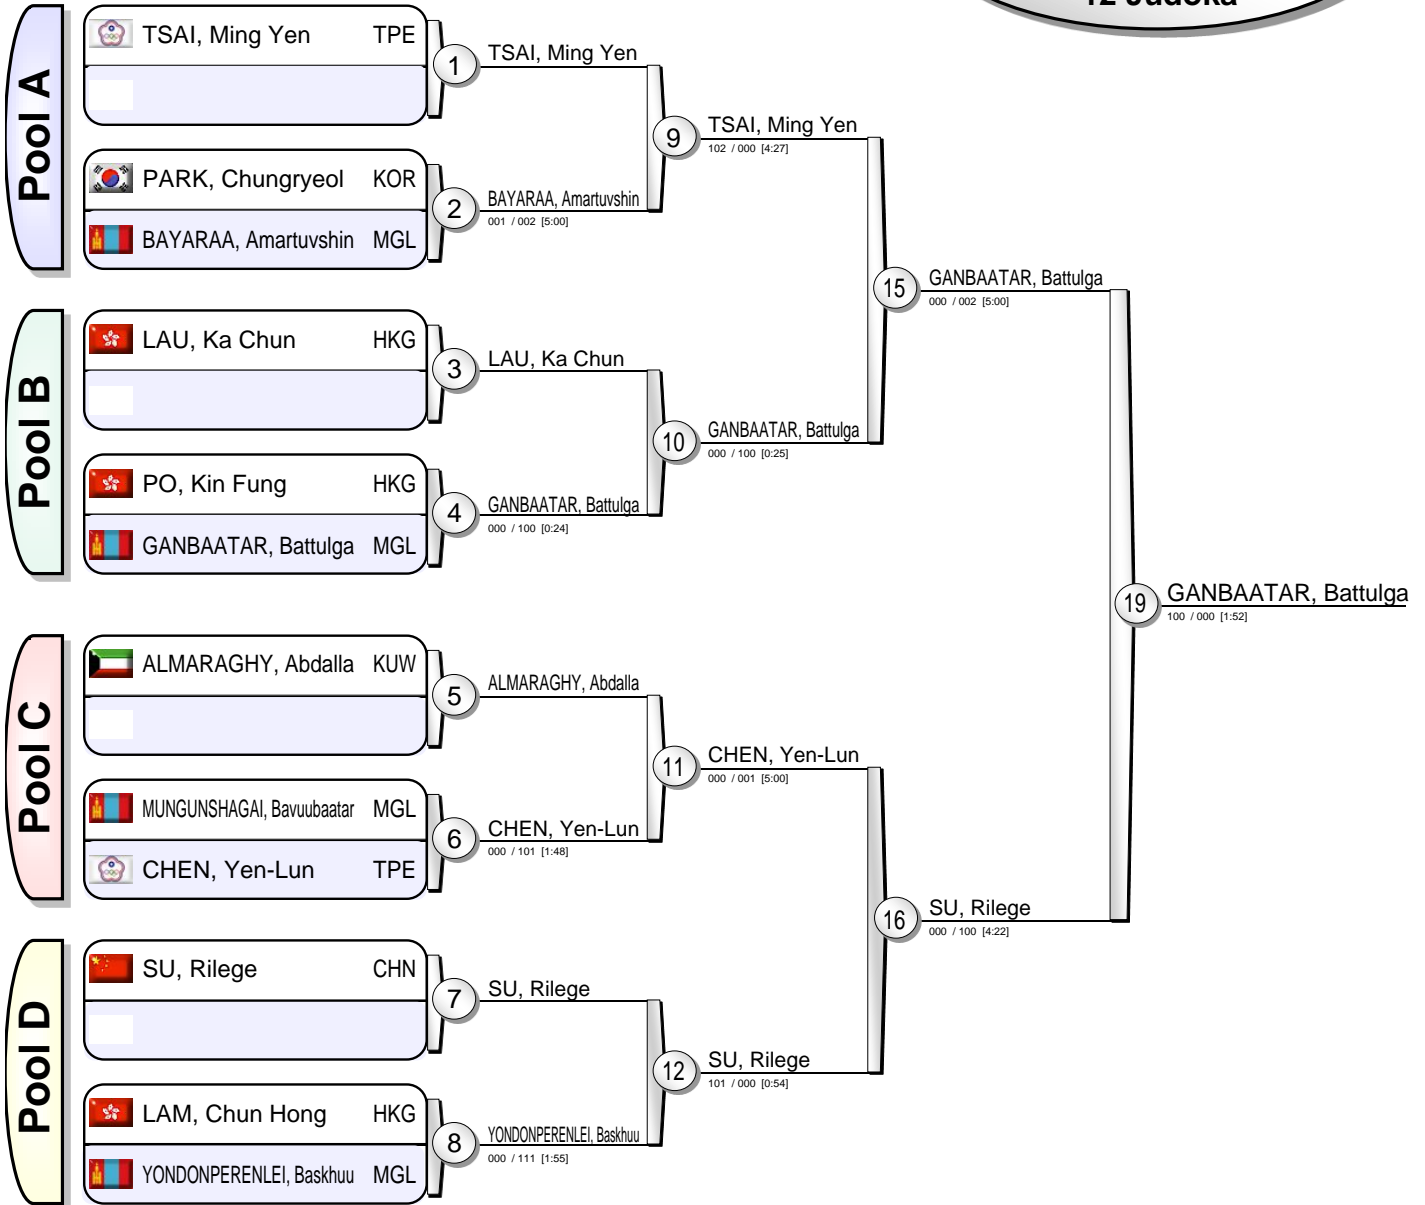 12 Judoka
Pool A
TSAI, Ming Yen TPE
1
TSAI, Ming Yen
PARK, Chungryeol KOR
BAYARAA, Amartuvshin MGL
2
BAYARAA, Amartuvshin
001 / 002 [5:00]
9
TSAI, Ming Yen
102 / 000 [4:27]
Pool B
LAU, Ka Chun HKG
3
LAU, Ka Chun
PO, Kin Fung HKG
GANBAATAR, Battulga MGL
4
GANBAATAR, Battulga
000 / 100 [0:24]
10
GANBAATAR, Battulga
000 / 100 [0:25]
15
GANBAATAR, Battulga
000 / 002 [5:00]
Pool C
ALMARAGHY, Abdalla KUW
5
ALMARAGHY, Abdalla
MUNGUNSHAGAI, Bavuubaatar MGL
CHEN, Yen-Lun TPE
6
CHEN, Yen-Lun
000 / 101 [1:48]
11
CHEN, Yen-Lun
000 / 001 [5:00]
Pool D
SU, Rilege CHN
7
SU, Rilege
LAM, Chun Hong HKG
YONDONPERENLEI, Baskhuu MGL
8
YONDONPERENLEI, Baskhuu
000 / 111 [1:55]
12
SU, Rilege
101 / 000 [0:54]
16
SU, Rilege
000 / 100 [4:22]
19
GANBAATAR, Battulga
100 / 000 [1:52]